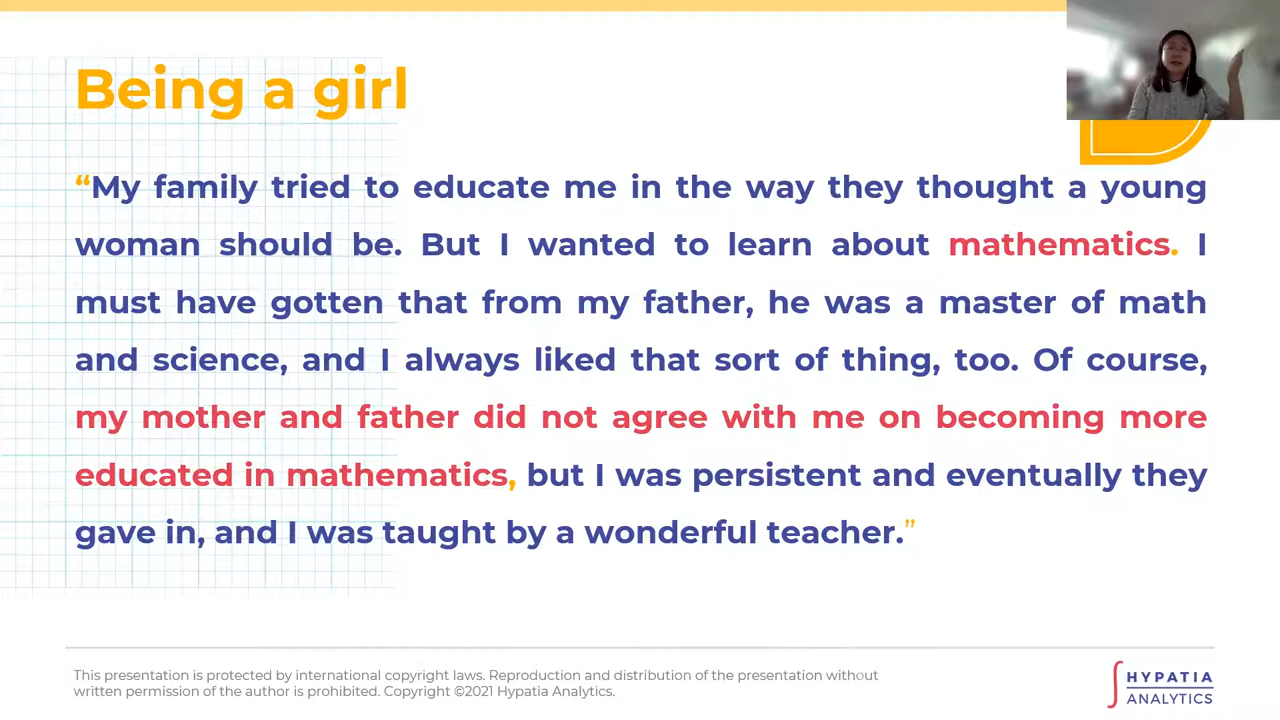 Being a girl
“My family tried to educate me in the way they thought a young
woman should be. But I wanted to learn about mathematics. I
must have gotten that from my father, he was a master of math
and science, and I always liked that sort of thing, too. Of course,
my mother and father did not agree with me on becoming more
educated in mathematics, but I was persistent and eventually they
gave in, and I was taught by a wonderful teacher.”
This presentation is protected by international copyright laws. Reproduction and distribution of the presentation without
written permission of the author is prohibited. Copyright ©2021 Hypatia Analytics.
HYPATIA
ANALYTICS